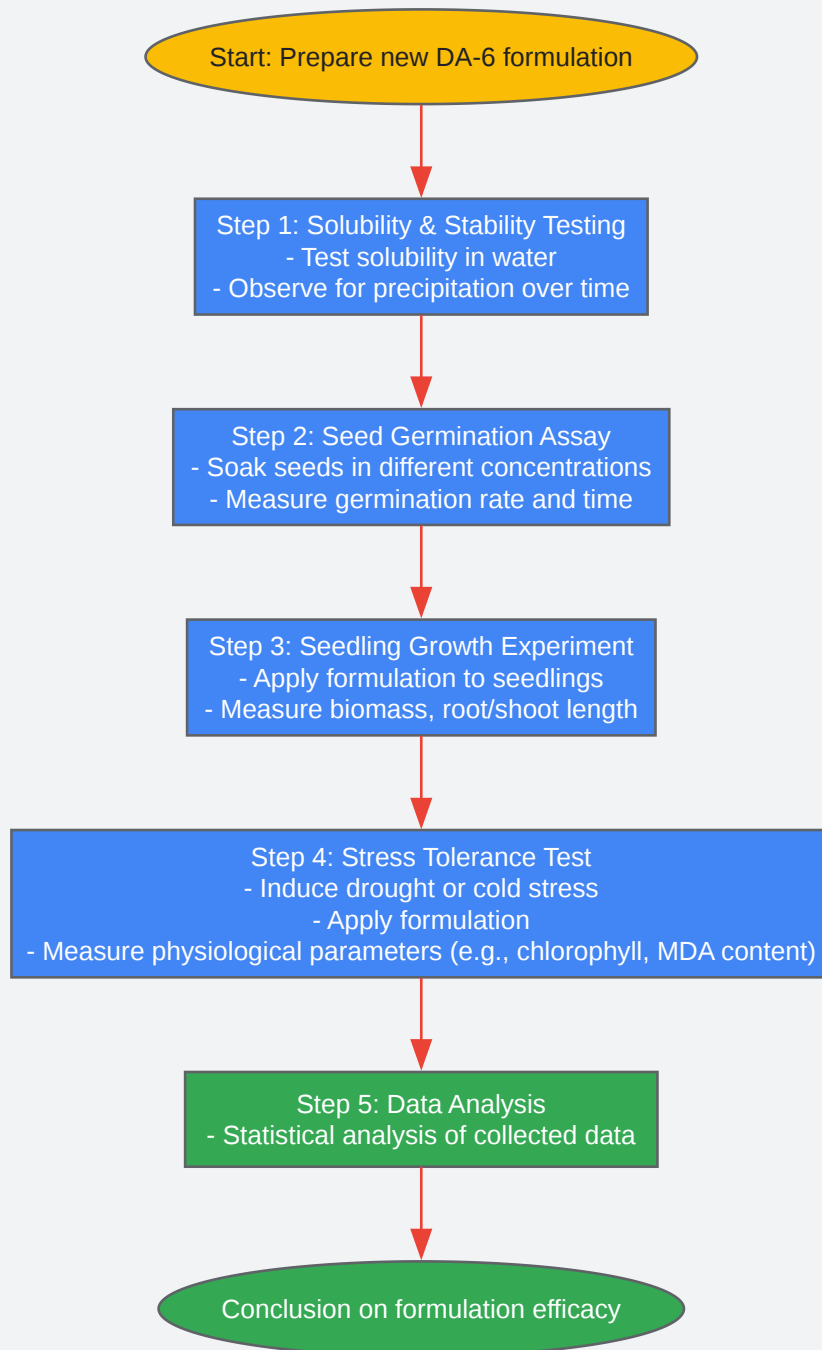 Start: Prepare new DA-6 formulation
Step 1: Solubility & Stability Testing
- Test solubility in water
- Observe for precipitation over time
Step 2: Seed Germination Assay
- Soak seeds in different concentrations
- Measure germination rate and time
Step 3: Seedling Growth Experiment
- Apply formulation to seedlings
- Measure biomass, root/shoot length
Step 4: Stress Tolerance Test
- Induce drought or cold stress
- Apply formulation
- Measure physiological parameters (e.g., chlorophyll, MDA content)
Step 5: Data Analysis
- Statistical analysis of collected data
Conclusion on formulation efficacy